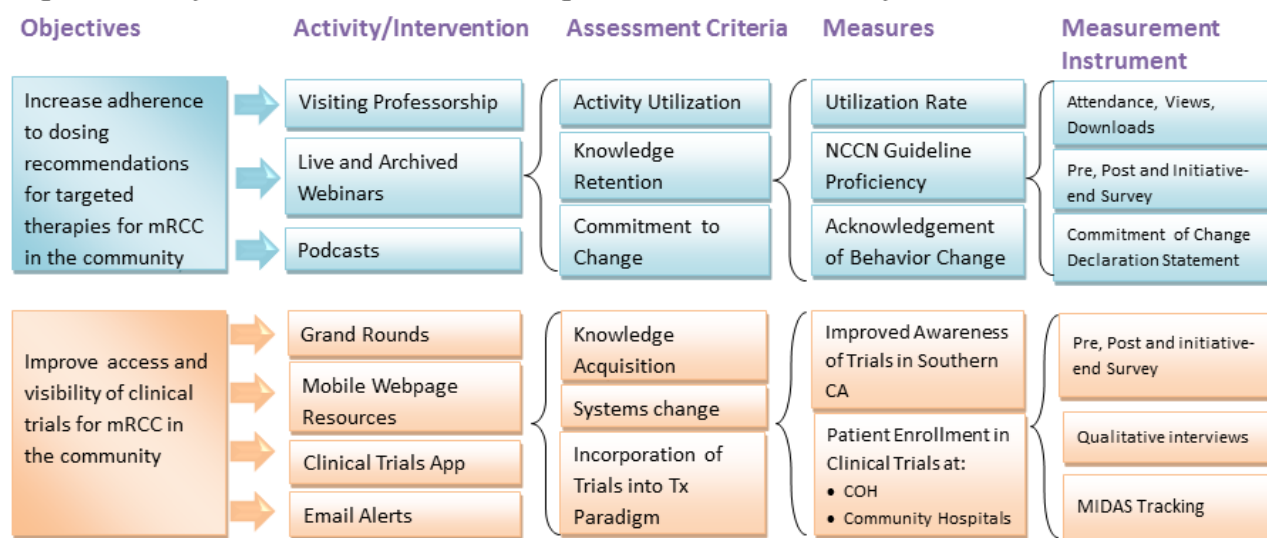 Objectives
Activity/Intervention
Assessment Criteria
Measures
Measurement
Instrument
Increase adherence
to dosing
recommendations
for targeted
therapies for mRCC
in the community
Visiting Professorship
Live and Archived
Webinars
Podcasts
Activity Utilization
Knowledge
Retention
Commitment to
Change
Utilization Rate
NCCN Guideline
Proficiency
Acknowledgement
of Behavior Change
Attendance, Views,
Downloads
Pre, Post and Initiative-
end Survey
Commitment of Change
Declaration Statement
Improve access and
visibility of clinical
trials for mRCC in
the community
Grand Rounds
Mobile Webpage
Resources
Clinical Trials App
Email Alerts
Knowledge
Acquisition
Systems change
Incorporation of
Trials into Tx
Paradigm
Improved Awareness
of Trials in Southern
CA
Patient Enrollment in
Clinical Trials at:
• COH
• Community Hospitals
Pre, Post and initiative-
end Survey
Qualitative interviews
MIDAS Tracking